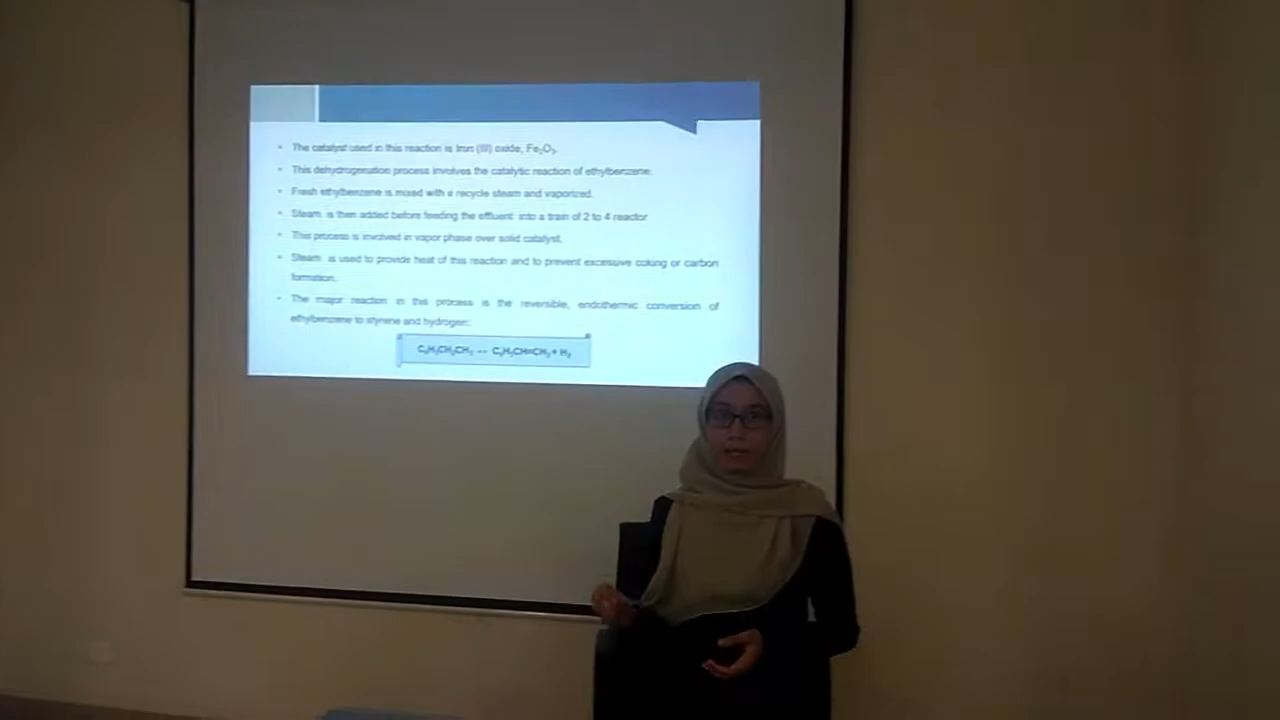 The catalyst used in this reaction is Iron (III) oxide, Fe₂O₃.
This dehydrogenation process involves the catalytic reaction of ethylbenzene.
Fresh ethylbenzene is mixed with a recycle steam and vaporized.
Steam is then added before feeding the effluent into a train of 2 to 4 reactor
This process is involved in vapor phase over solid catalyst.
Steam is used to provide heat of this reaction and to prevent excessive coking or carbon
formation.
The major reaction in this process is the reversible, endothermic conversion of
ethylbenzene to styrene and hydrogen:
C₆H₅CH₂CH₃ ↔ C₆H₅CH=CH₂ + H₂